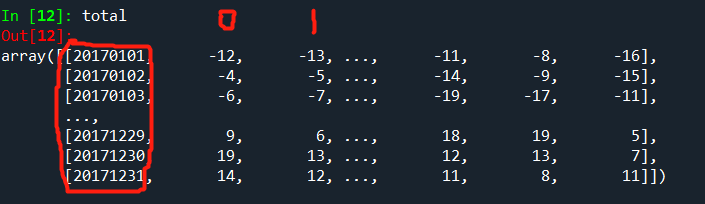 In [12]: total 0 1
Out[12]:
array([[20170101, -12, -13, ..., -11, -8, -16],
[20170102, -4, -5, ..., -14, -9, -15],
[20170103, -6, -7, ..., -19, -17, -11],
...,
[20171229, 9, 6, ..., 18, 19, 5],
[20171230, 19, 13, ..., 12, 13, 7],
[20171231, 14, 12, ..., 11, 8, 11]])